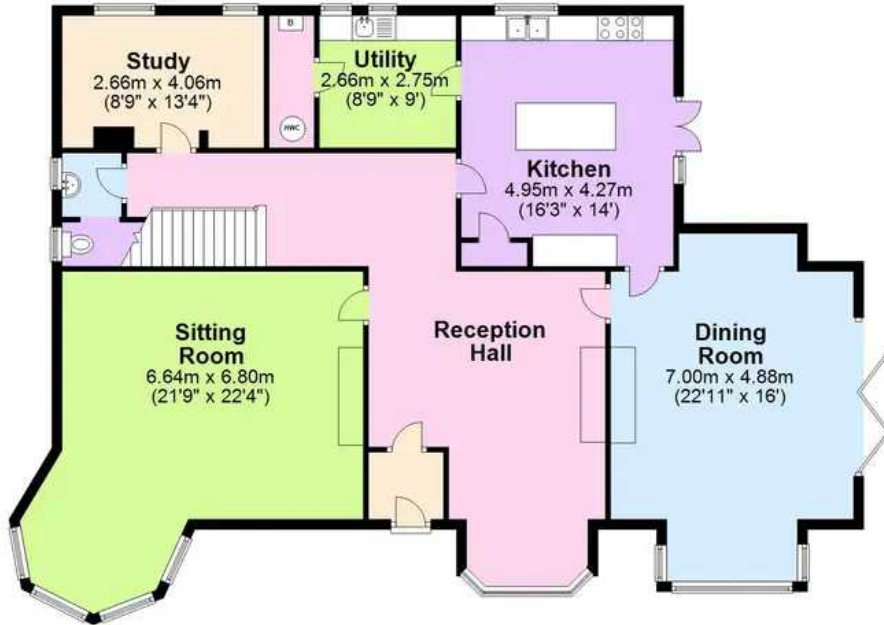 Study
2.66m x 4.06m
(8'9" x 13'4")
B
HWC
Utility
2.66m x 2.75m
(8'9" x 9')
Kitchen
4.95m x 4.27m
(16'3" x 14')
Sitting
Room
6.64m x 6.80m
(21'9" x 22'4")
Reception
Hall
Dining
Room
7.00m x 4.88m
(22'11" x 16')